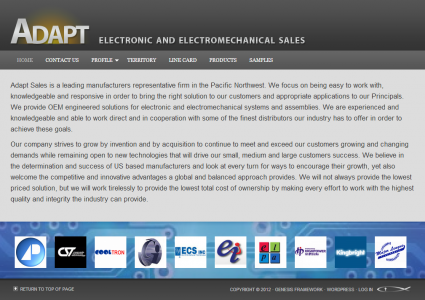 ADAPT ELECTRONIC AND ELECTROMECHANICAL SALES
HOME CONTACT US PROFILE TERRITORY LINE CARD PRODUCTS SAMPLES
Adapt Sales is a leading manufacturers representative firm in the Pacific Northwest. We focus on being easy to work with,
knowledgeable and responsive in order to bring the right solution to our customers and appropriate applications to our Principals.
We provide OEM engineered solutions for electronic and electromechanical systems and assemblies. We are experienced and
knowledgeable and able to work direct and in cooperation with some of the finest distributors our industry has to offer in order to
achieve these goals.
Our company strives to grow by invention and by acquisition to continue to meet and exceed our customers growing and changing
demands while remaining open to new technologies that will drive our small, medium and large customers success. We believe in
the determination and success of US based manufacturers and look at every turn for ways to encourage their growth, yet also
welcome the competitive and innovative advantages a global and balanced approach provides. We will not always provide the lowest
priced solution, but we will work tirelessly to provide the lowest total cost of ownership by making every effort to work with the highest
quality and integrity the industry can provide.
COOLTRON ECS INC ei Kingbright
RETURN TO TOP OF PAGE COPYRIGHT © 2012 GENESIS FRAMEWORK WORDPRESS LOG IN